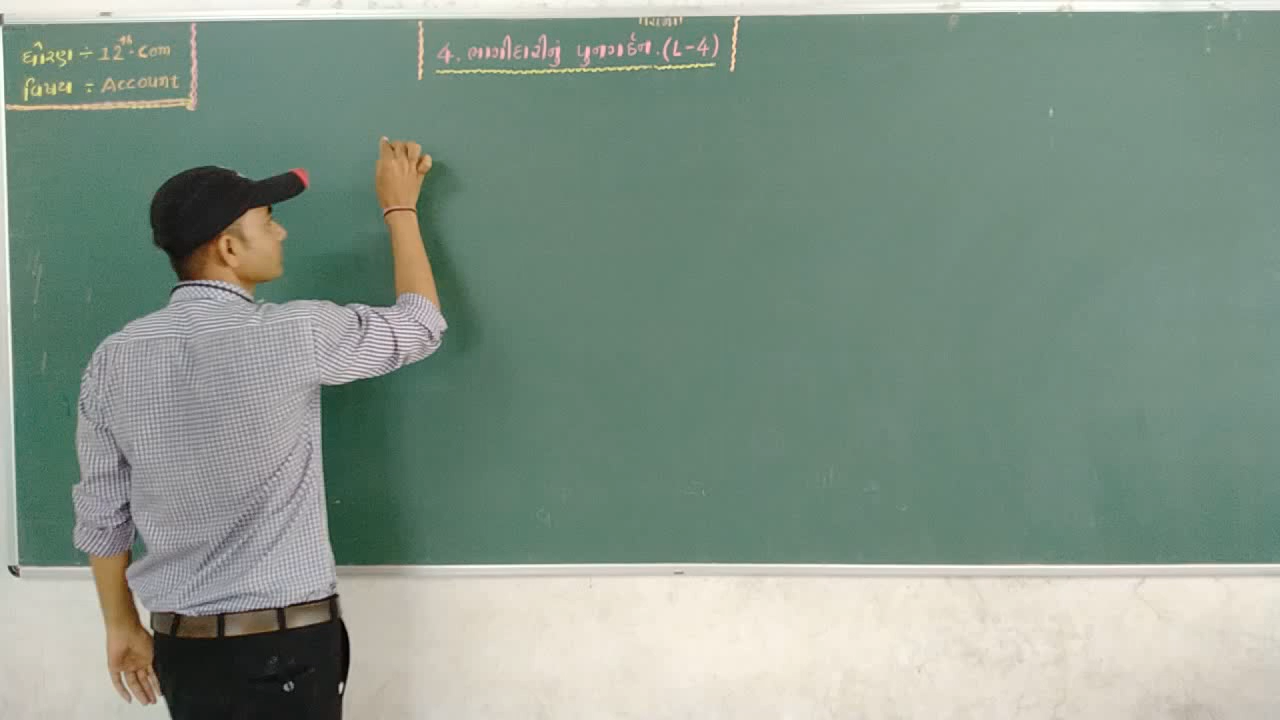 ધોરણ ÷ 12th. Com
વિષય ÷ Account
4. ભાગીદારીનું પુનર્ગઠન. (L-4)